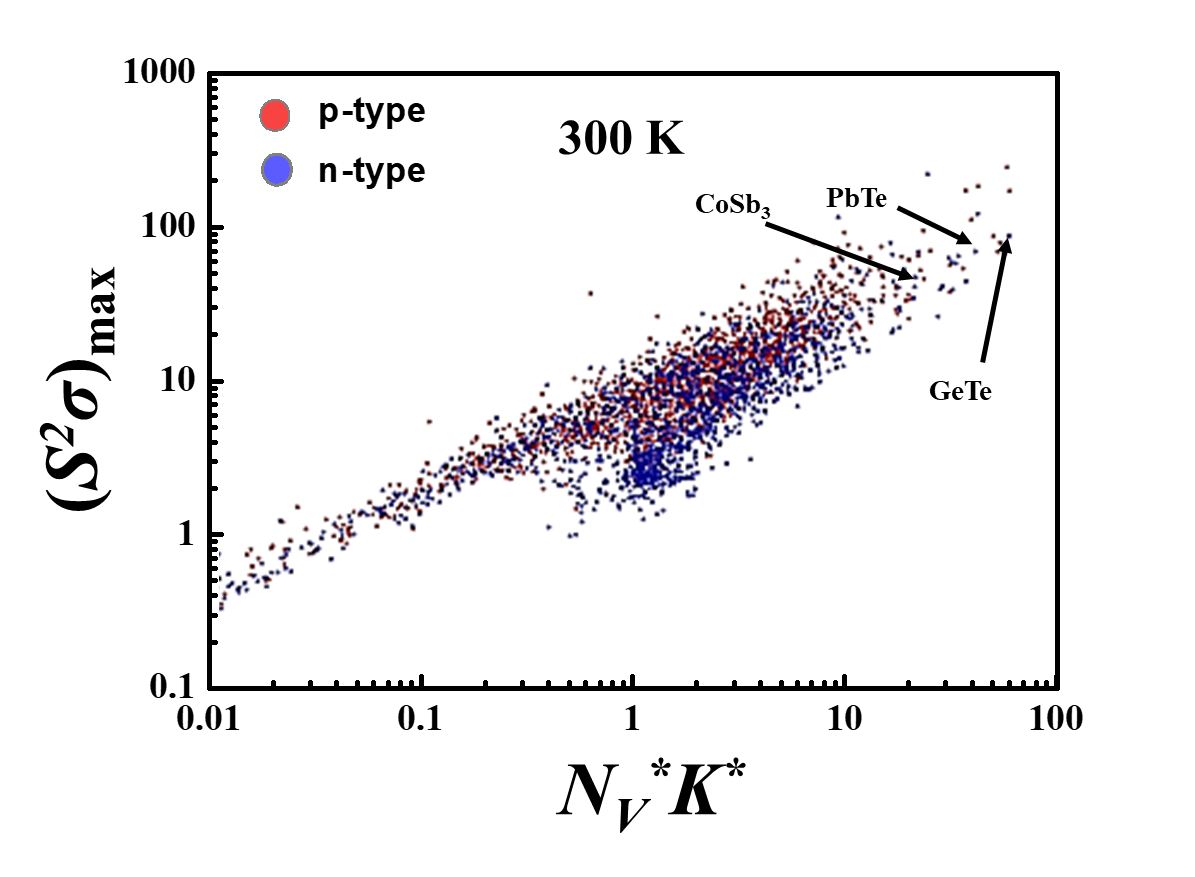 1000
p-type
300 K
n-type
CoSb₃
PbTe
100
(S²σ)max
10
GeTe
1
0.1
0.01 0.1 1 10 100
N_V*K*